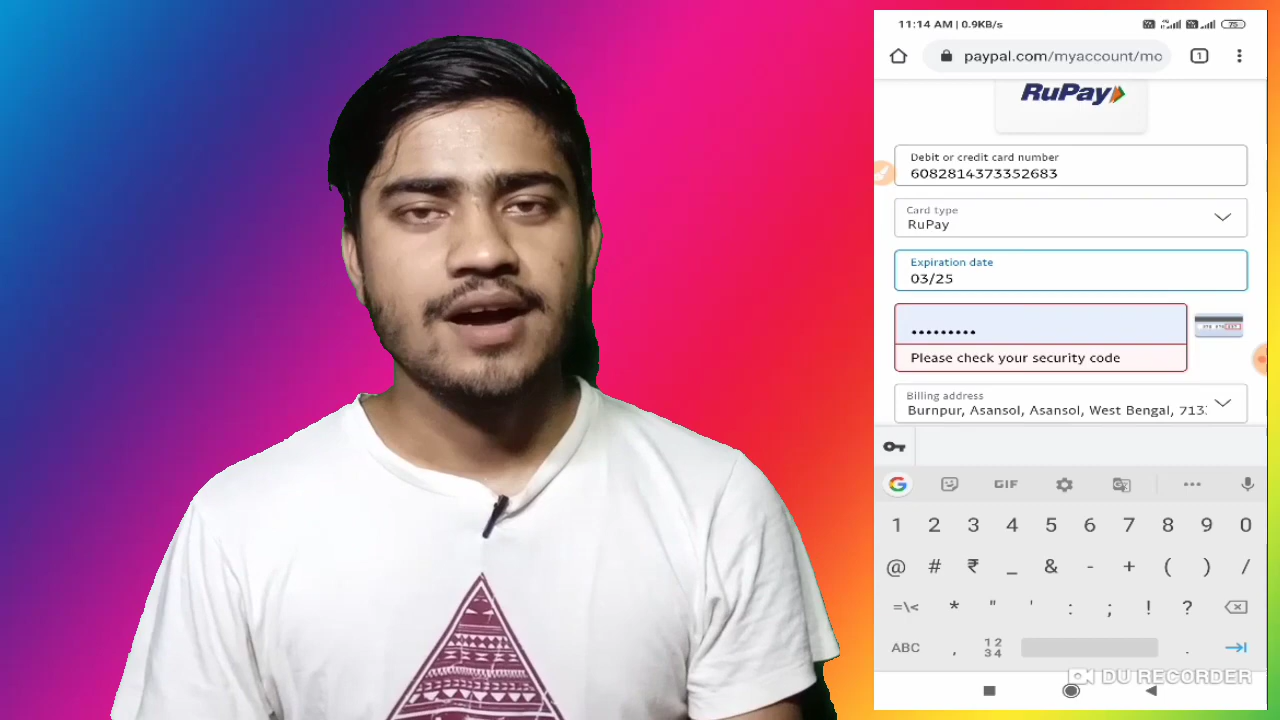 11:14 AM | 0.9KB/s
75
paypal.com/myaccount/mo
1
RuPay
Debit or credit card number
6082814373352683
Card type
RuPay
Expiration date
03/25
•••••••••
Please check your security code
Billing address
Burnpur, Asansol, Asansol, West Bengal, 713
G GIF ...
1 2 3 4 5 6 7 8 9 0
@ # ₹ _ & - + ( ) /
=\< * " ' : ; ! ?
ABC , 12 34 .
DU RECORDER